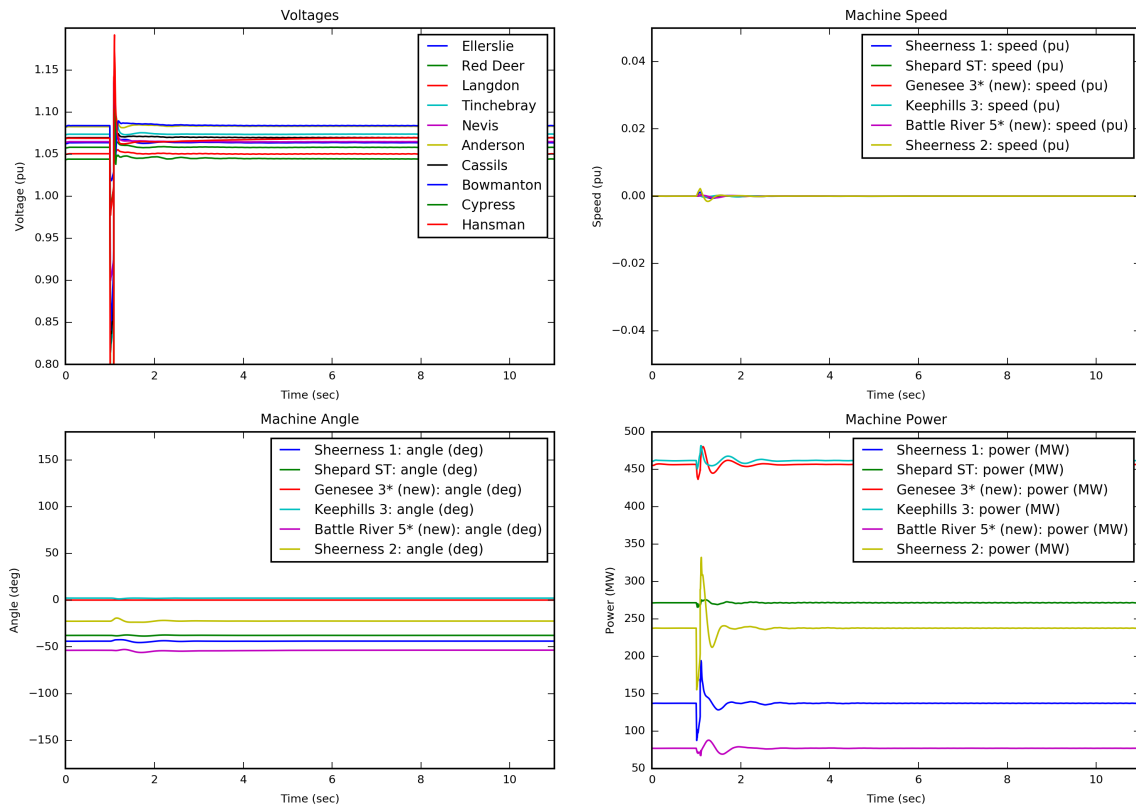 Voltages
1.15
1.10
1.05
1.00
0.95
0.90
0.85
0.80
Voltage (pu)
0 2 4 6 8 10
Time (sec)
Ellerslie
Red Deer
Langdon
Tinchebray
Nevis
Anderson
Cassils
Bowmanton
Cypress
Hansman
Machine Speed
0.04
0.02
0.00
−0.02
−0.04
Speed (pu)
0 2 4 6 8 10
Time (sec)
Sheerness 1: speed (pu)
Shepard ST: speed (pu)
Genesee 3* (new): speed (pu)
Keephills 3: speed (pu)
Battle River 5* (new): speed (pu)
Sheerness 2: speed (pu)
Machine Angle
150
100
50
0
−50
−100
−150
Angle (deg)
0 2 4 6 8 10
Time (sec)
Sheerness 1: angle (deg)
Shepard ST: angle (deg)
Genesee 3* (new): angle (deg)
Keephills 3: angle (deg)
Battle River 5* (new): angle (deg)
Sheerness 2: angle (deg)
Machine Power
500
450
400
350
300
250
200
150
100
50
Power (MW)
0 2 4 6 8 10
Time (sec)
Sheerness 1: power (MW)
Shepard ST: power (MW)
Genesee 3* (new): power (MW)
Keephills 3: power (MW)
Battle River 5* (new): power (MW)
Sheerness 2: power (MW)